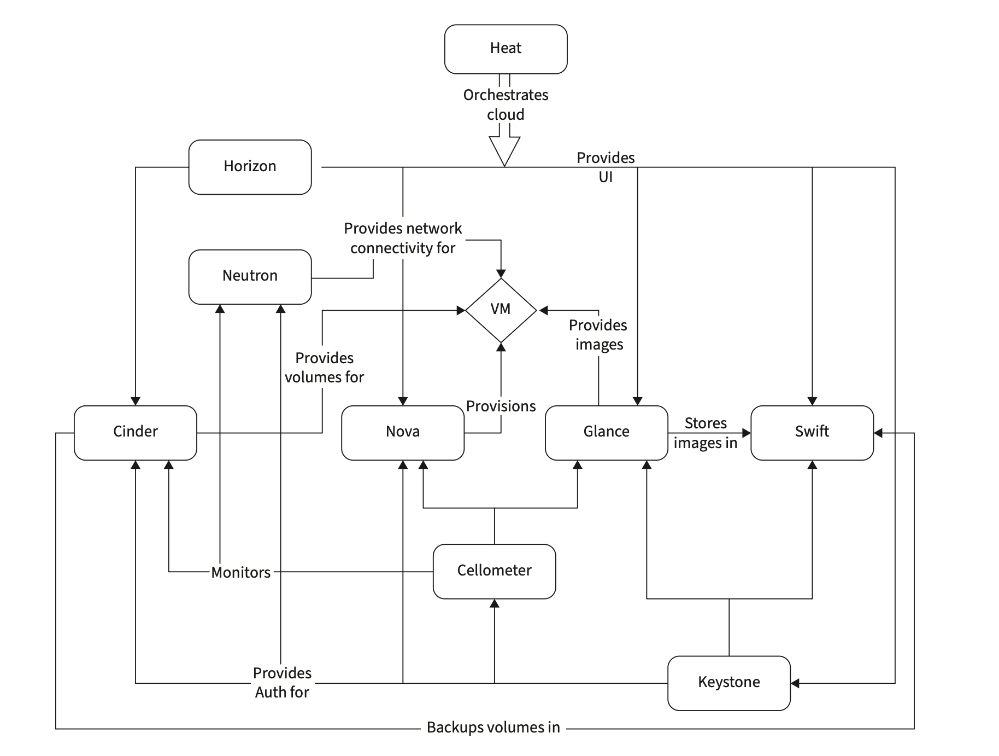 Heat
Orchestrates
cloud
Provides
UI
Horizon
Provides network
connectivity for
Neutron
VM
Provides
images
Provides
volumes for
Provisions
Cinder
Nova
Glance
Stores
images in
Swift
Cellometer
Monitors
Provides
Auth for
Keystone
Backups volumes in